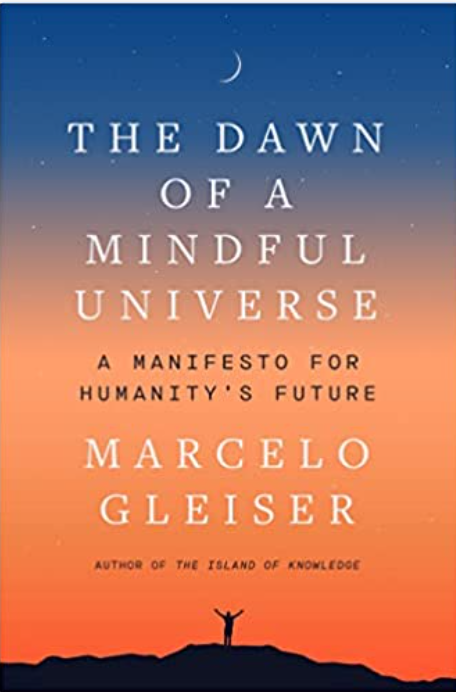 THE DAWN
OF A
MINDFUL
UNIVERSE
A MANIFESTO FOR
HUMANITY'S FUTURE
MARCELO
GLEISER
AUTHOR OF THE ISLAND OF KNOWLEDGE